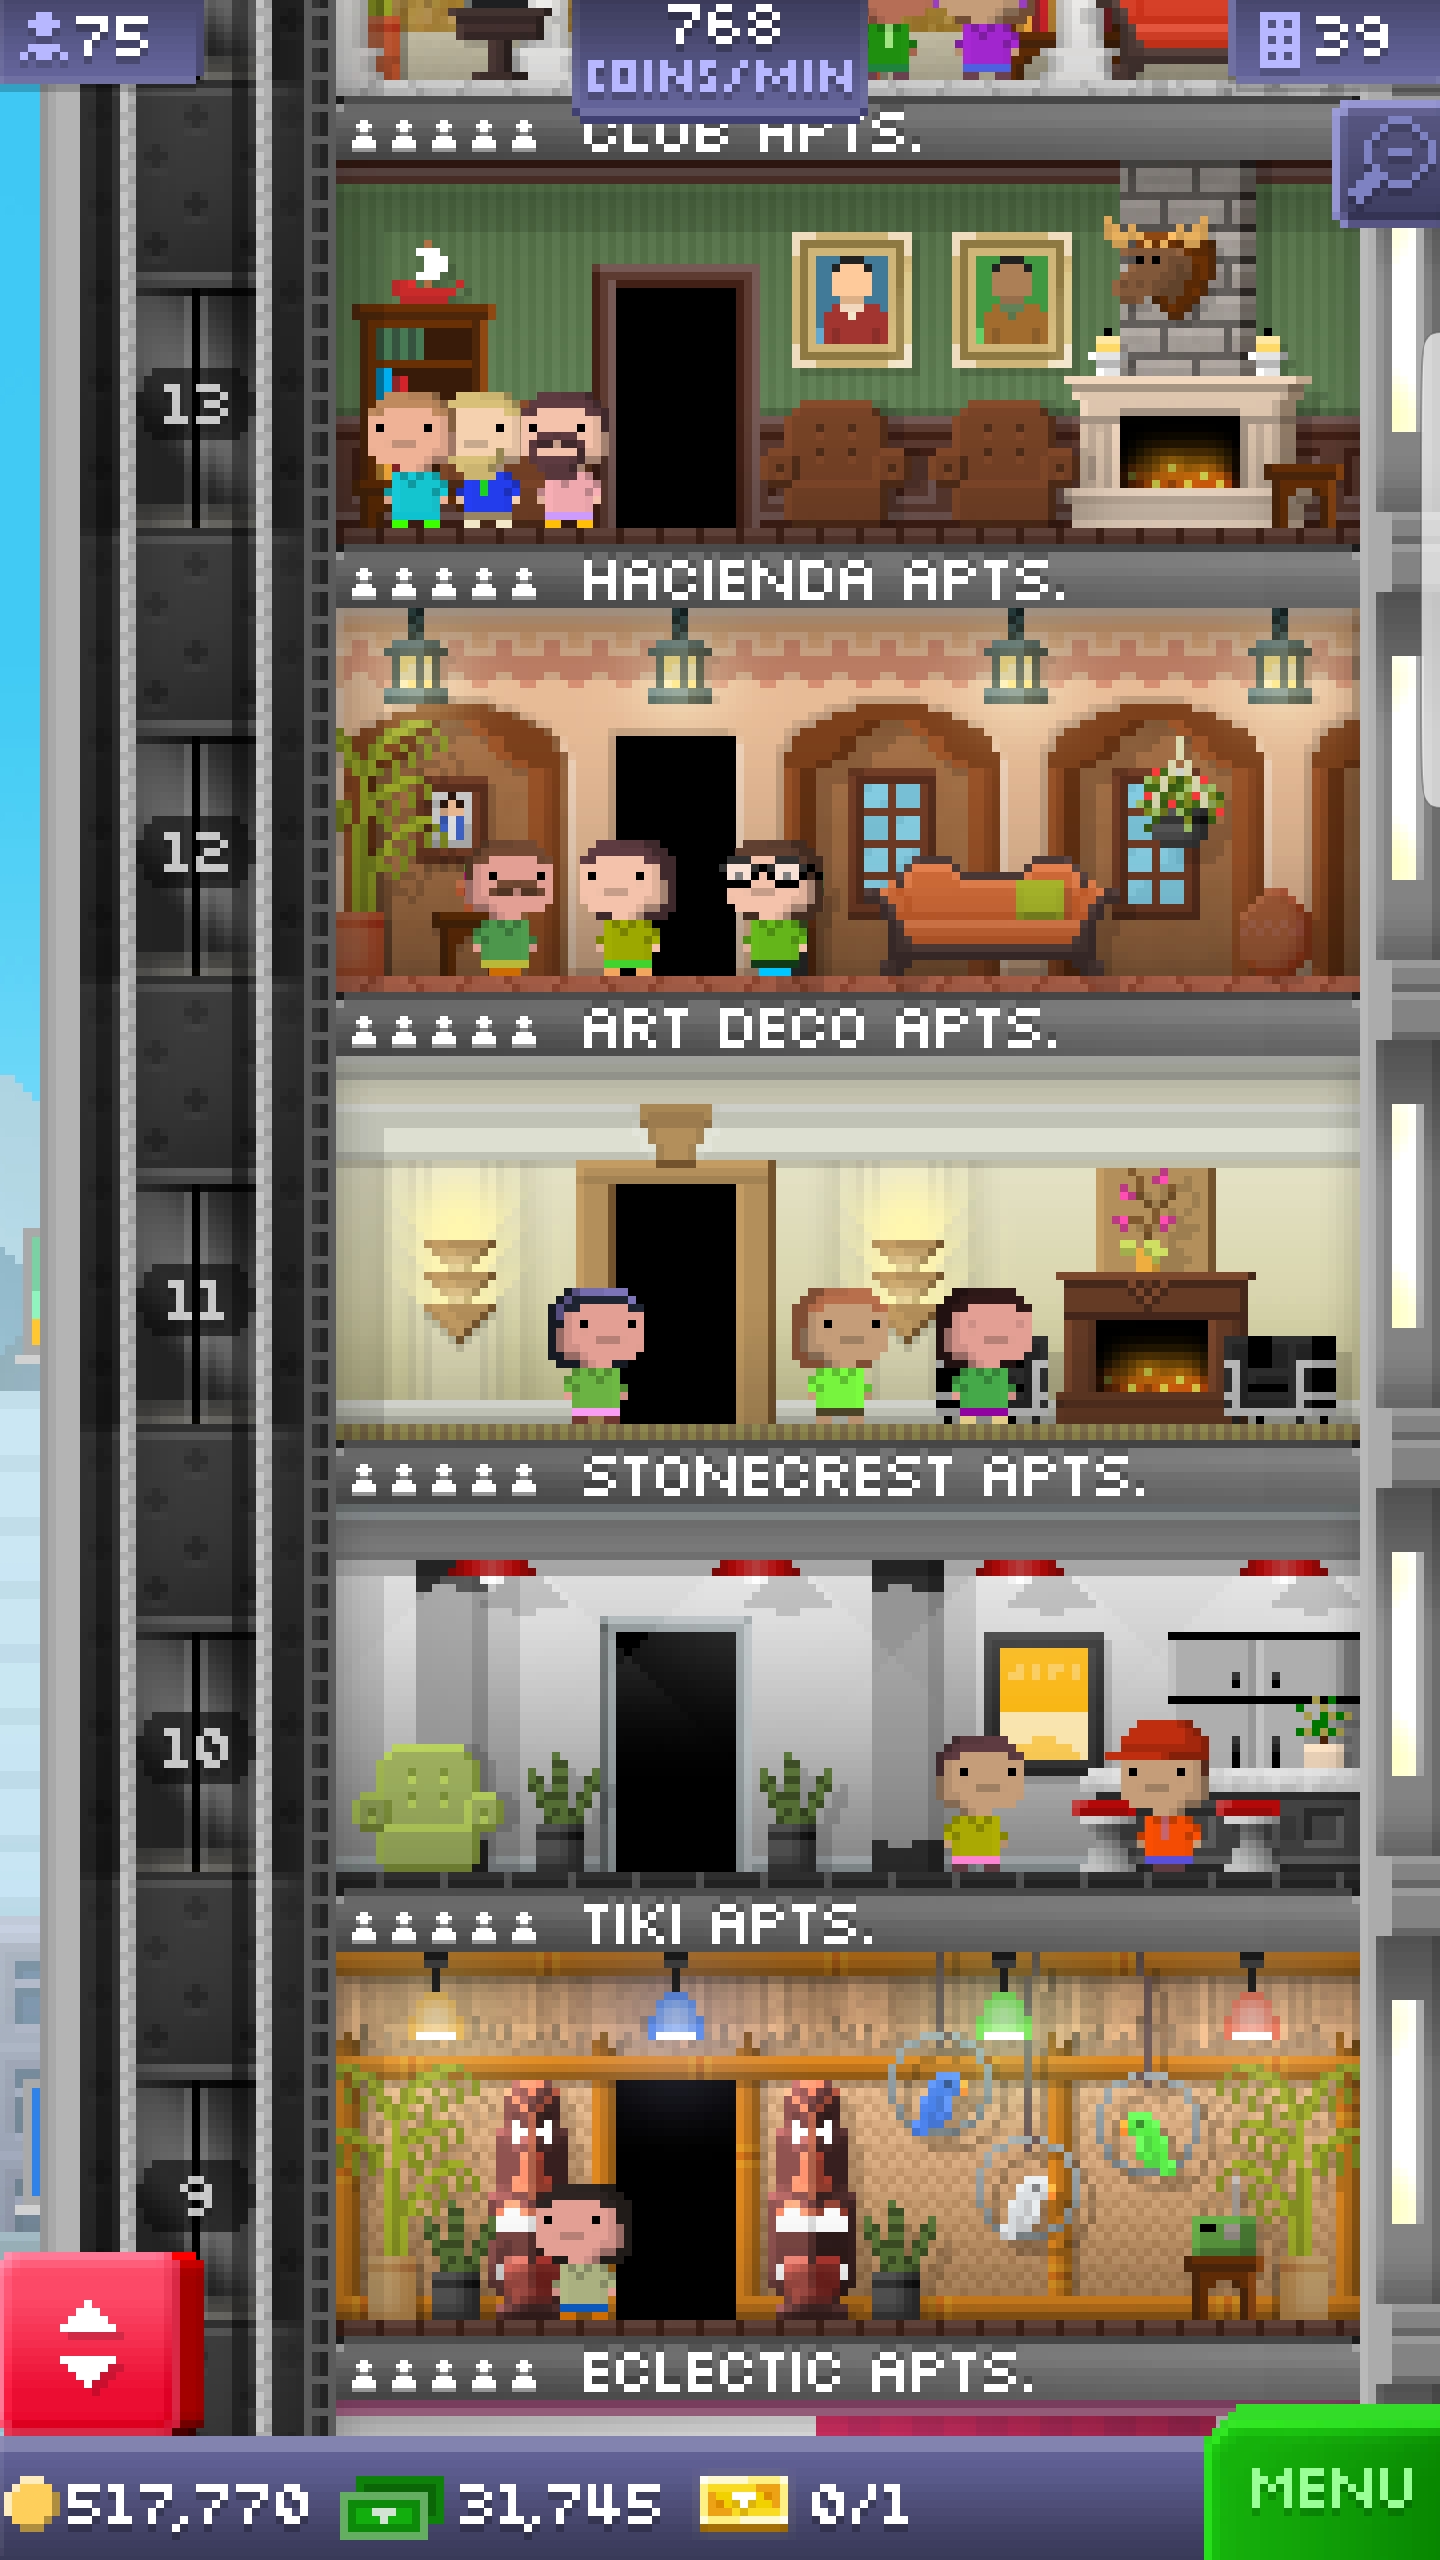 75
768
COINS/MIN
39
CLUB APTS.
13
HACIENDA APTS.
12
ART DECO APTS.
11
STONECREST APTS.
10
TIKI APTS.
9
ECLECTIC APTS.
517,770
31,745
0/1
MENU